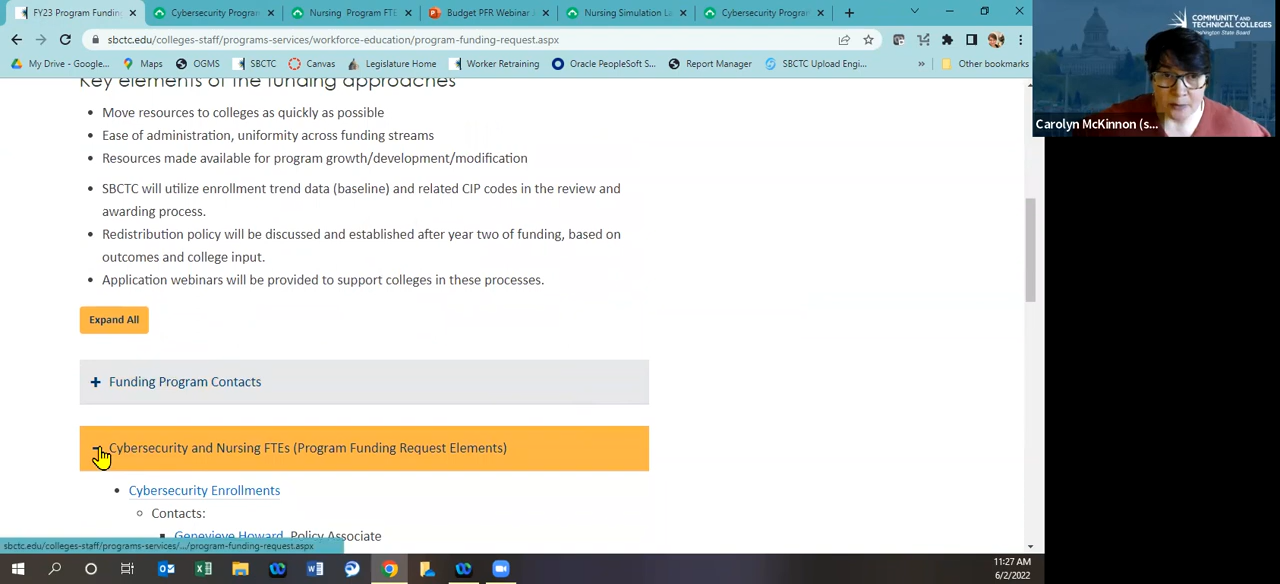 FY23 Program Funding
Cybersecurity Program
Nursing Program FTE
Budget PFR Webinar
Nursing Simulation La
Cybersecurity Program
sbctc.edu/colleges-staff/programs-services/workforce-education/program-funding-request.aspx
My Drive - Google...
Maps
OGMS
SBCTC
Canvas
Legislature Home
Worker Retraining
Oracle PeopleSoft S...
Report Manager
SBCTC Upload Engi...
»
Other bookmarks
COMMUNITY AND
TECHNICAL COLLEGES
Washington State Board
Carolyn McKinnon (s...
Key elements of the funding approaches
• Move resources to colleges as quickly as possible
• Ease of administration, uniformity across funding streams
• Resources made available for program growth/development/modification
• SBCTC will utilize enrollment trend data (baseline) and related CIP codes in the review and
awarding process.
• Redistribution policy will be discussed and established after year two of funding, based on
outcomes and college input.
• Application webinars will be provided to support colleges in these processes.
Expand All
+ Funding Program Contacts
Cybersecurity and Nursing FTEs (Program Funding Request Elements)
• Cybersecurity Enrollments
Contacts:
Genevieve Howard, Policy Associate
sbctc.edu/colleges-staff/programs-services/.../program-funding-request.aspx
11:27 AM
6/2/2022